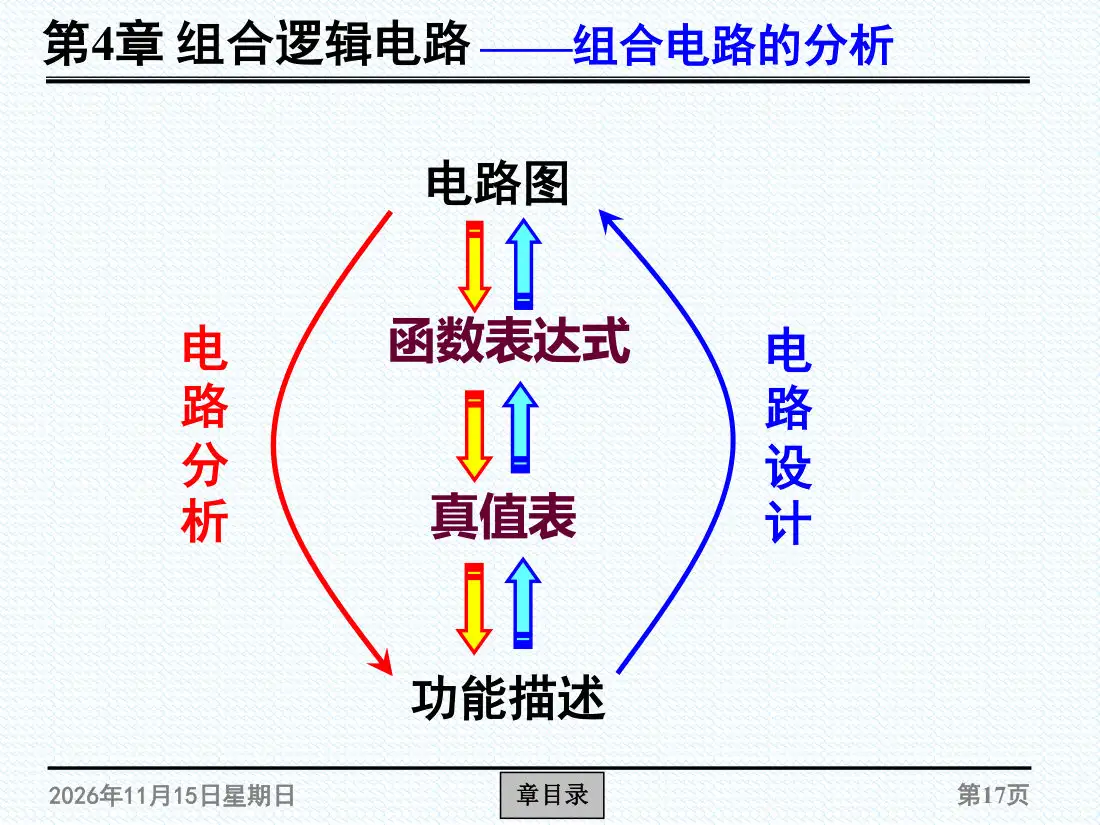 第4章 组合逻辑电路 ——组合电路的分析
电路图
函数表达式
真值表
功能描述
电路分析
电路设计
2026年11月15日星期日
章目录
第17页